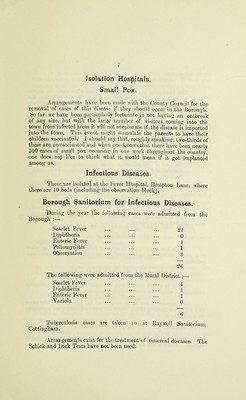 7
Isolation Hospitals.
Small Pox.
Arrangements have been made with the County Council for the
removal of cases of this disease if they should occur in the Borough.
So far we have been particularly fortunate in not having an outbreak
of any size, but with the large number of visitors coming into the
town from infected areas it will not surprise me if the disease is imported
into the town. This event might stimulate the parents to have their
children vaccinated. I should say that, roughly speaking, two-thirds of
these are unvaccinated and when one knows that there have been nearly
300 cases of small pox occuring in one week throughout the country,
one does not like to think what it would mean if it got implanted
among us.
Infectious Diseases
These are isolated at the Fever Hospital, Bempton Lane, where
there are 10 beds (including the observation block).
Borough Sanitorium for Infectious Diseases.
During the year the following cases were admitted from the
Borough :—
Scarlet Fever ... ... ... 21
Diphtheria ... ... ... 0
Enteric Fever ... ... ... 1
Poliomyelitis ... ... ... 1
Observation ... ... ... 3
26
The following were admitted from the Rural District :—
Scarlet Fever ... ... ... 4
Diphtheria ... ... ... 1
Enteric Fever ... ... ... 1
Variola ... ... ... 0
6
Tuberculosis cases are taken in at Raywell Sanitorium,
Cottingham.
Arrangements exist for the treatment of venereal diseases. The
Schick and Dick Tests have not been used.